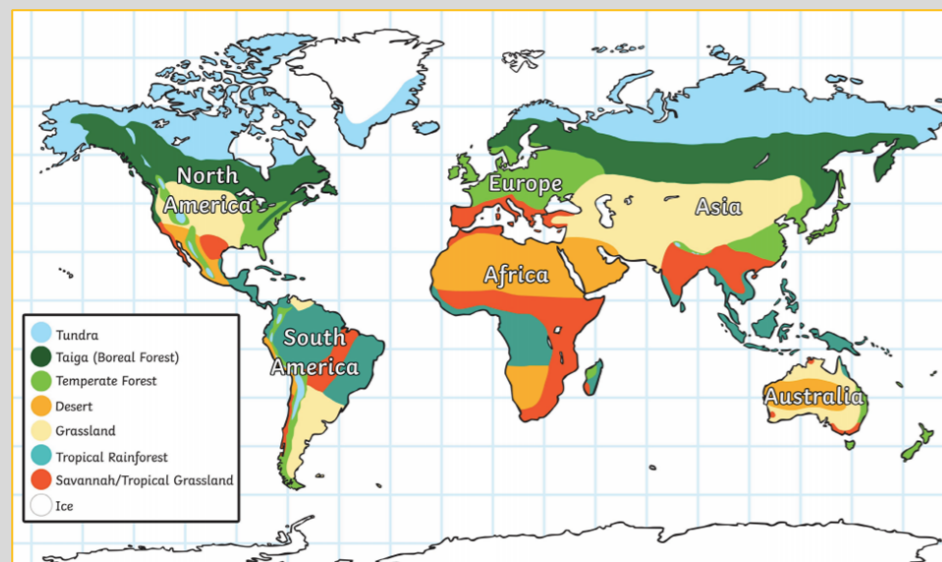 North
America
Europe
Asia
Africa
South
America
Australia
Tundra
Taiga (Boreal Forest)
Temperate Forest
Desert
Grassland
Tropical Rainforest
Savannah/Tropical Grassland
Ice